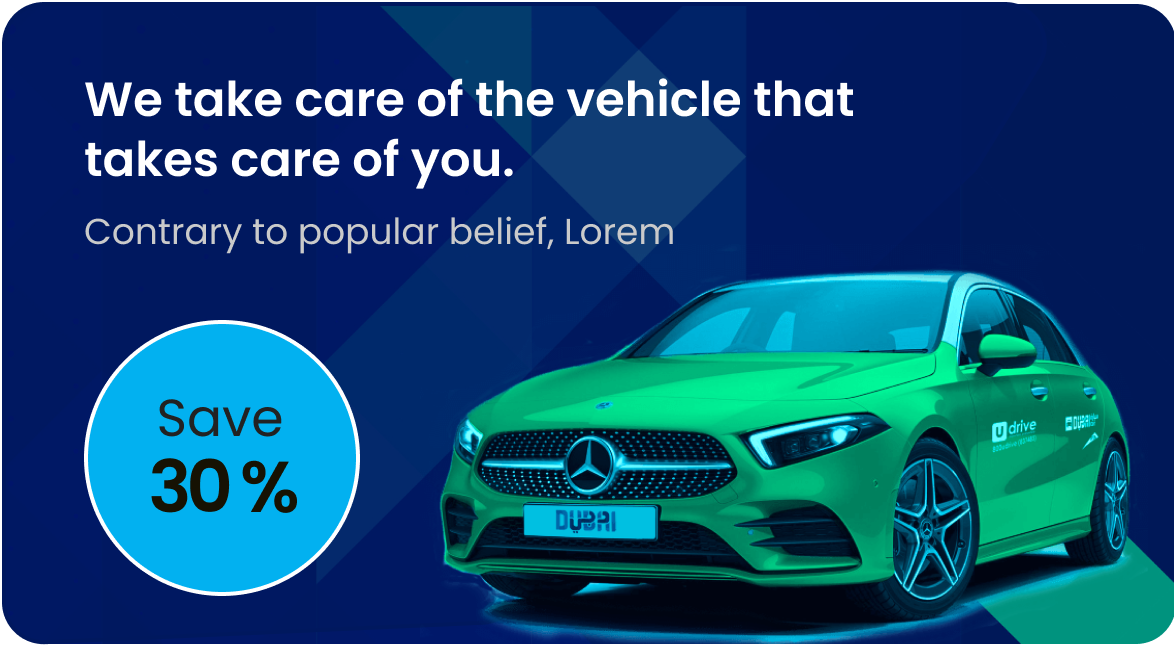 We take care of the vehicle that
takes care of you.
Contrary to popular belief, Lorem
Save
30 %
DUBAI
U drive
DUBAI